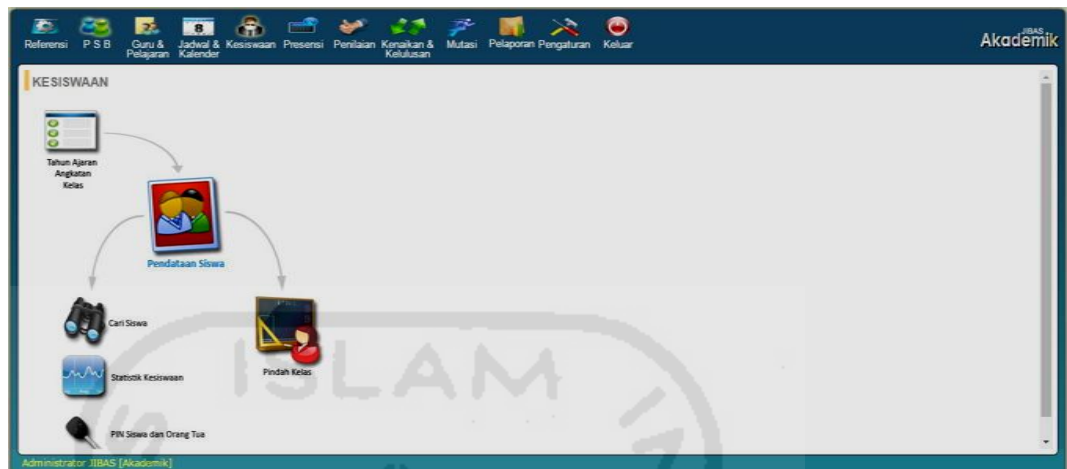 Referensi
P S B
Guru &
Pelajaran
8
Jadwal &
Kalender
Kesiswaan
Presensi
Penilaian
Kenaikan &
Kelulusan
Mutasi
Pelaporan
Pengaturan
Keluar
JIBAS
Akademik
KESISWAAN
Tahun Ajaran
Angkatan
Kelas
Pendataan Siswa
Cari Siswa
Pindah Kelas
Statistik Kesiswaan
PIN Siswa dan Orang Tua
ISLAM
Administrator JIBAS [Akademik]